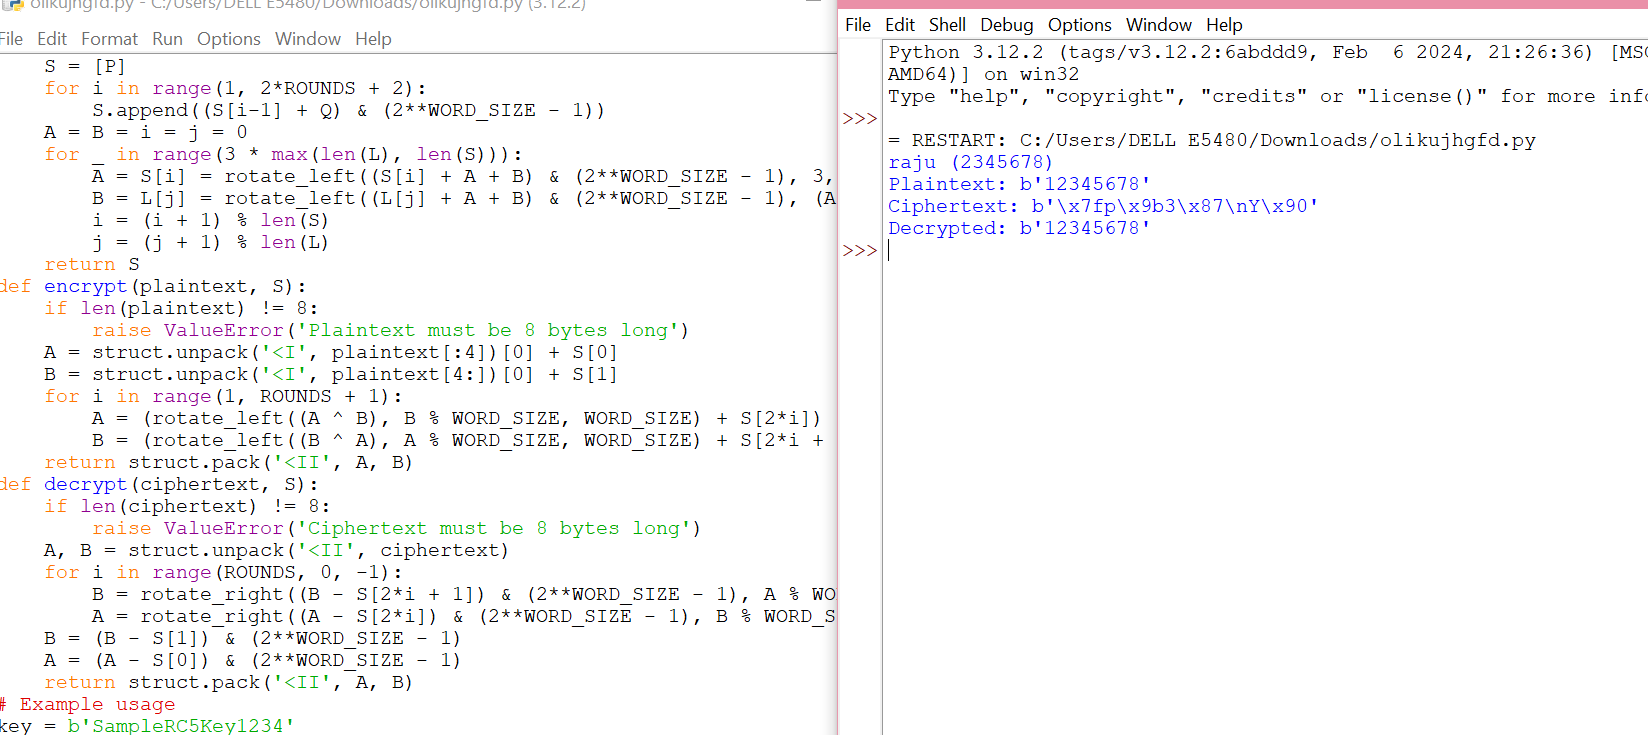 olikujhgfd.py - C:/Users/DELL E5480/Downloads/olikujhgfd.py (3.12.2)
File Edit Format Run Options Window Help
S = [P]
for i in range(1, 2*ROUNDS + 2):
S.append((S[i-1] + Q) & (2**WORD_SIZE - 1))
A = B = i = j = 0
for _ in range(3 * max(len(L), len(S))):
A = S[i] = rotate_left((S[i] + A + B) & (2**WORD_SIZE - 1), 3,
B = L[j] = rotate_left((L[j] + A + B) & (2**WORD_SIZE - 1), (A
i = (i + 1) % len(S)
j = (j + 1) % len(L)
return S
def encrypt(plaintext, S):
if len(plaintext) != 8:
raise ValueError('Plaintext must be 8 bytes long')
A = struct.unpack('<I', plaintext[:4])[0] + S[0]
B = struct.unpack('<I', plaintext[4:])[0] + S[1]
for i in range(1, ROUNDS + 1):
A = (rotate_left((A ^ B), B % WORD_SIZE, WORD_SIZE) + S[2*i])
B = (rotate_left((B ^ A), A % WORD_SIZE, WORD_SIZE) + S[2*i +
return struct.pack('<II', A, B)
def decrypt(ciphertext, S):
if len(ciphertext) != 8:
raise ValueError('Ciphertext must be 8 bytes long')
A, B = struct.unpack('<II', ciphertext)
for i in range(ROUNDS, 0, -1):
B = rotate_right((B - S[2*i + 1]) & (2**WORD_SIZE - 1), A % WO
A = rotate_right((A - S[2*i]) & (2**WORD_SIZE - 1), B % WORD_S
B = (B - S[1]) & (2**WORD_SIZE - 1)
A = (A - S[0]) & (2**WORD_SIZE - 1)
return struct.pack('<II', A, B)
# Example usage
key = b'SampleRC5Key1234'
File Edit Shell Debug Options Window Help
Python 3.12.2 (tags/v3.12.2:6abddd9, Feb 6 2024, 21:26:36) [MSC
AMD64)] on win32
Type "help", "copyright", "credits" or "license()" for more info
>>>
= RESTART: C:/Users/DELL E5480/Downloads/olikujhgfd.py
raju (2345678)
Plaintext: b'12345678'
Ciphertext: b'\x7fp\x9b3\x87\nY\x90'
Decrypted: b'12345678'
>>>